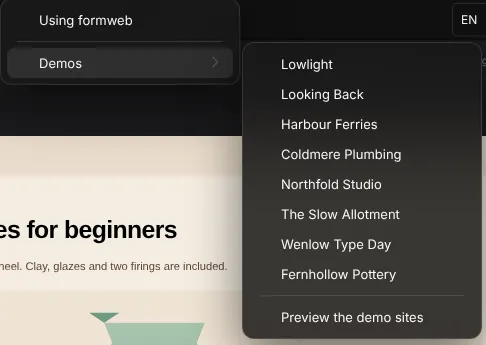 Using formweb
EN
Demos
Lowlight
Looking Back
Harbour Ferries
Coldmere Plumbing
Northfold Studio
The Slow Allotment
Wenlow Type Day
Fernhollow Pottery
Preview the demo sites
es for beginners
heel. Clay, glazes and two firings are included.